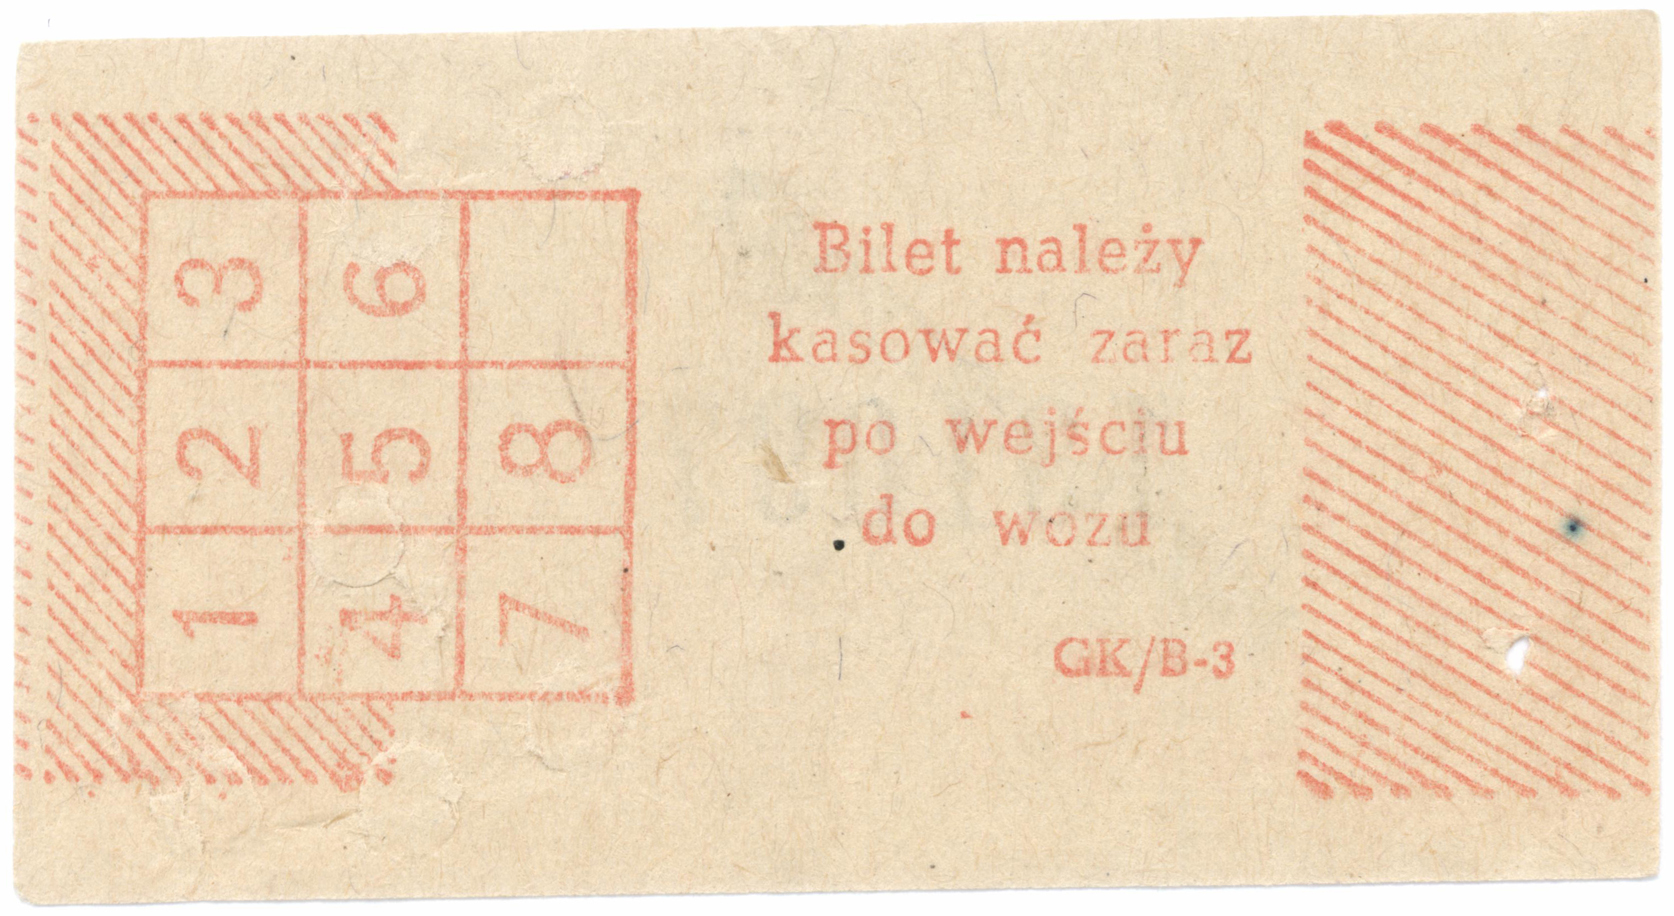 3 6
2 5 8
1 4 7
Bilet należy
kasować zaraz
po wejściu
do wozu
GK/B-3